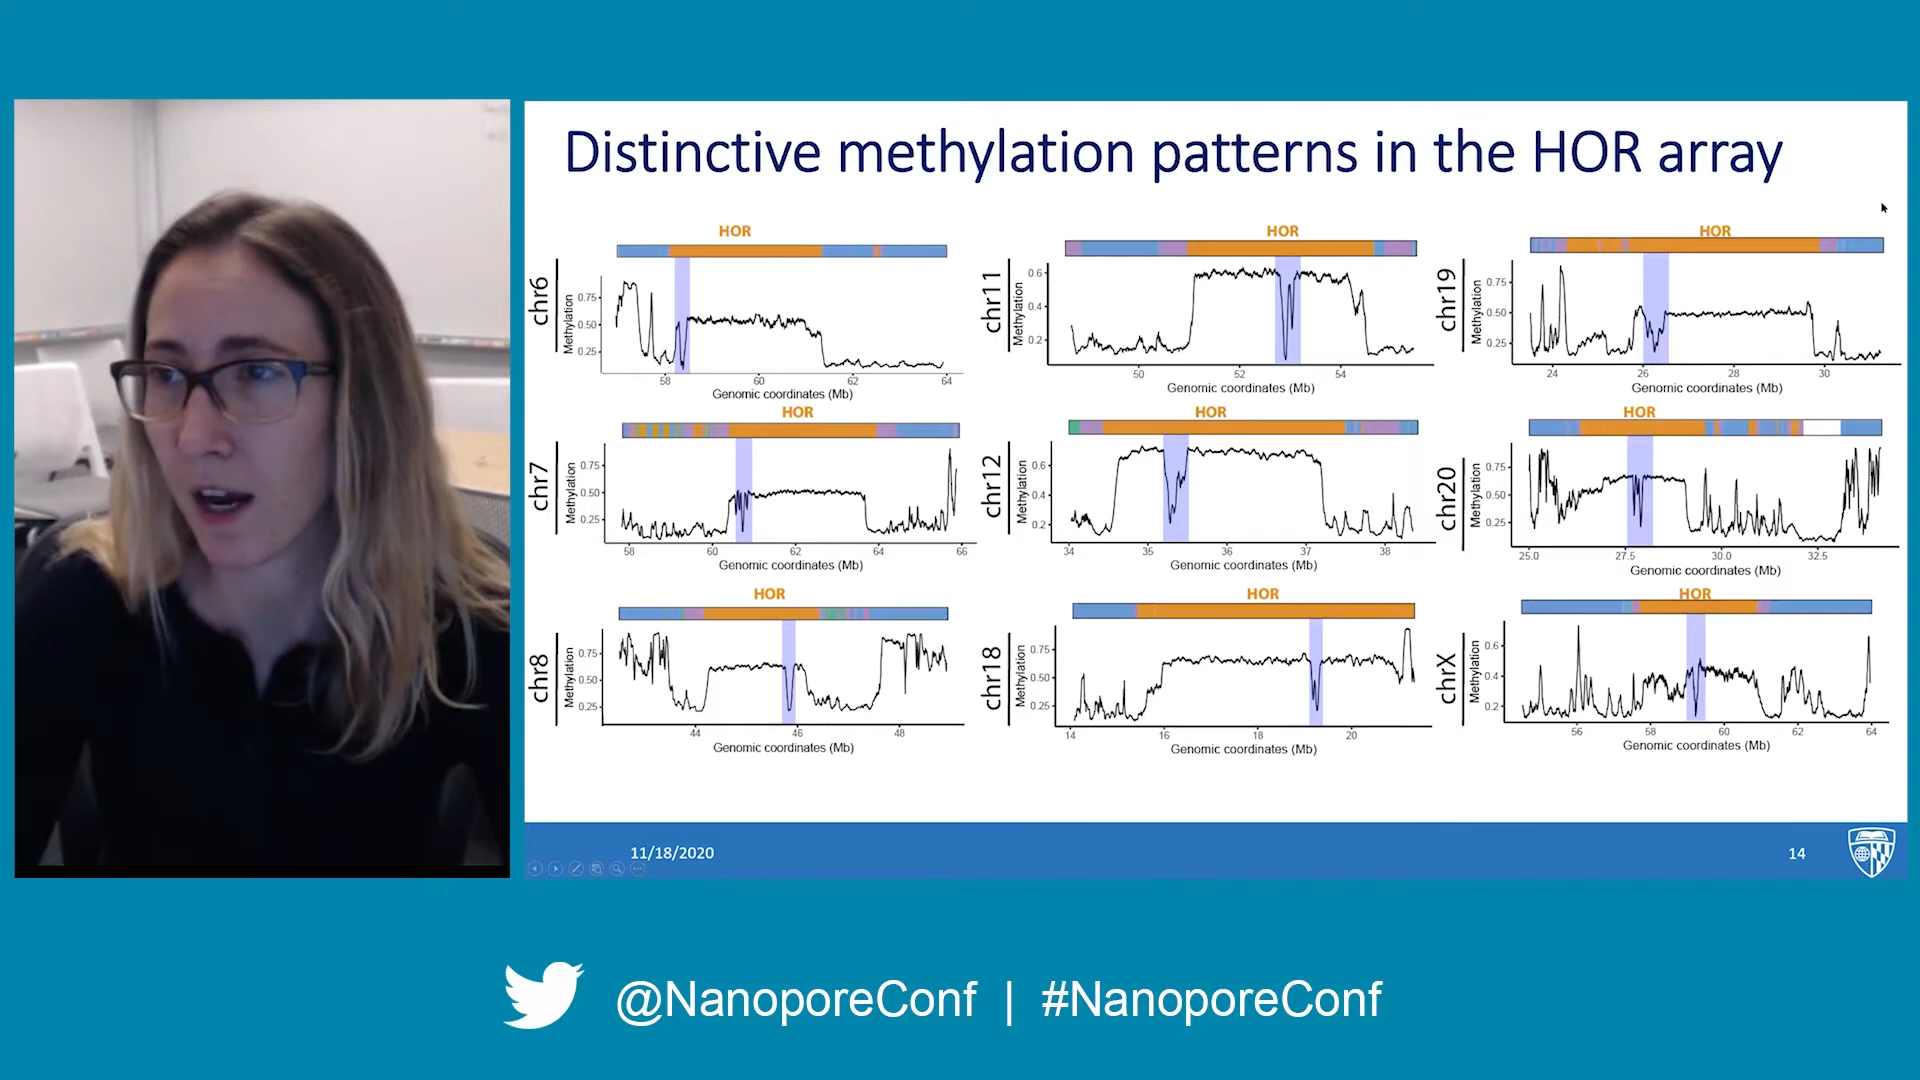 Distinctive methylation patterns in the HOR array
HOR
chr6
Methylation
0.75
0.50
0.25
58 60 62 64
Genomic coordinates (Mb)
HOR
chr11
Methylation
0.6
0.4
0.2
50 52 54
Genomic coordinates (Mb)
HOR
chr19
Methylation
0.75
0.50
0.25
24 26 28 30
Genomic coordinates (Mb)
HOR
chr7
Methylation
0.75
0.50
0.25
58 60 62 64 66
Genomic coordinates (Mb)
HOR
chr12
Methylation
0.6
0.4
0.2
34 35 36 37 38
Genomic coordinates (Mb)
HOR
chr20
Methylation
0.75
0.50
0.25
25.0 27.5 30.0 32.5
Genomic coordinates (Mb)
HOR
chr8
Methylation
0.75
0.50
0.25
44 46 48
Genomic coordinates (Mb)
HOR
chr18
Methylation
0.75
0.50
0.25
14 16 18 20
Genomic coordinates (Mb)
HOR
chrX
Methylation
0.6
0.4
0.2
56 58 60 62 64
Genomic coordinates (Mb)
11/18/2020
14
@NanoporeConf | #NanoporeConf